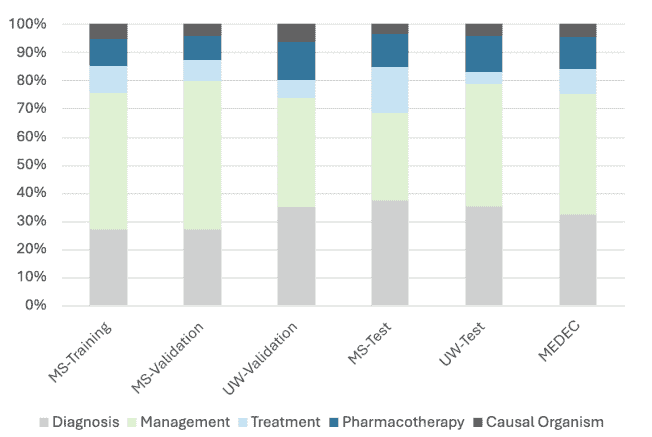 100%
90%
80%
70%
60%
50%
40%
30%
20%
10%
0%
MS-Training
MS-Validation
UW-Validation
MS-Test
UW-Test
MEDEC
Diagnosis Management Treatment Pharmacotherapy Causal Organism